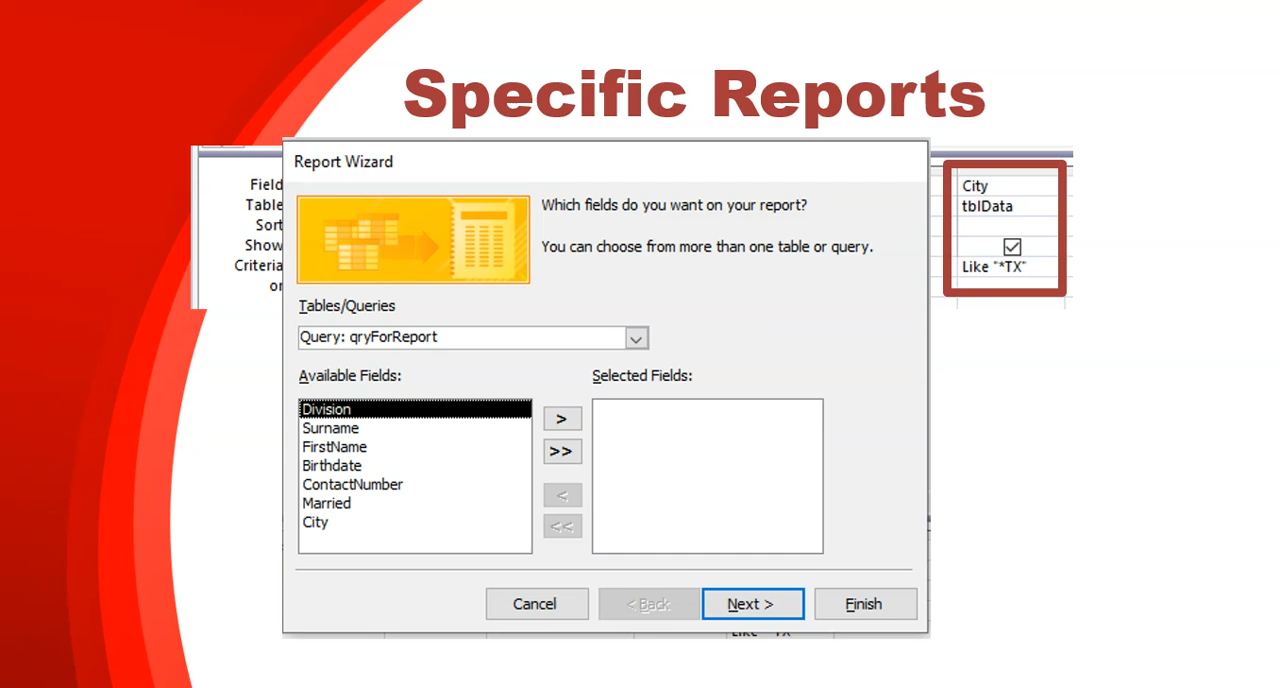 Specific Reports
Report Wizard
Field
Table
Sort
Show
Criteria
or
City
tblData
Like "*TX"
Which fields do you want on your report?
You can choose from more than one table or query.
Tables/Queries
Query: qryForReport
Available Fields:
Selected Fields:
Division
Surname
FirstName
Birthdate
ContactNumber
Married
City
>
>>
<
<<
Cancel
< Back
Next >
Finish